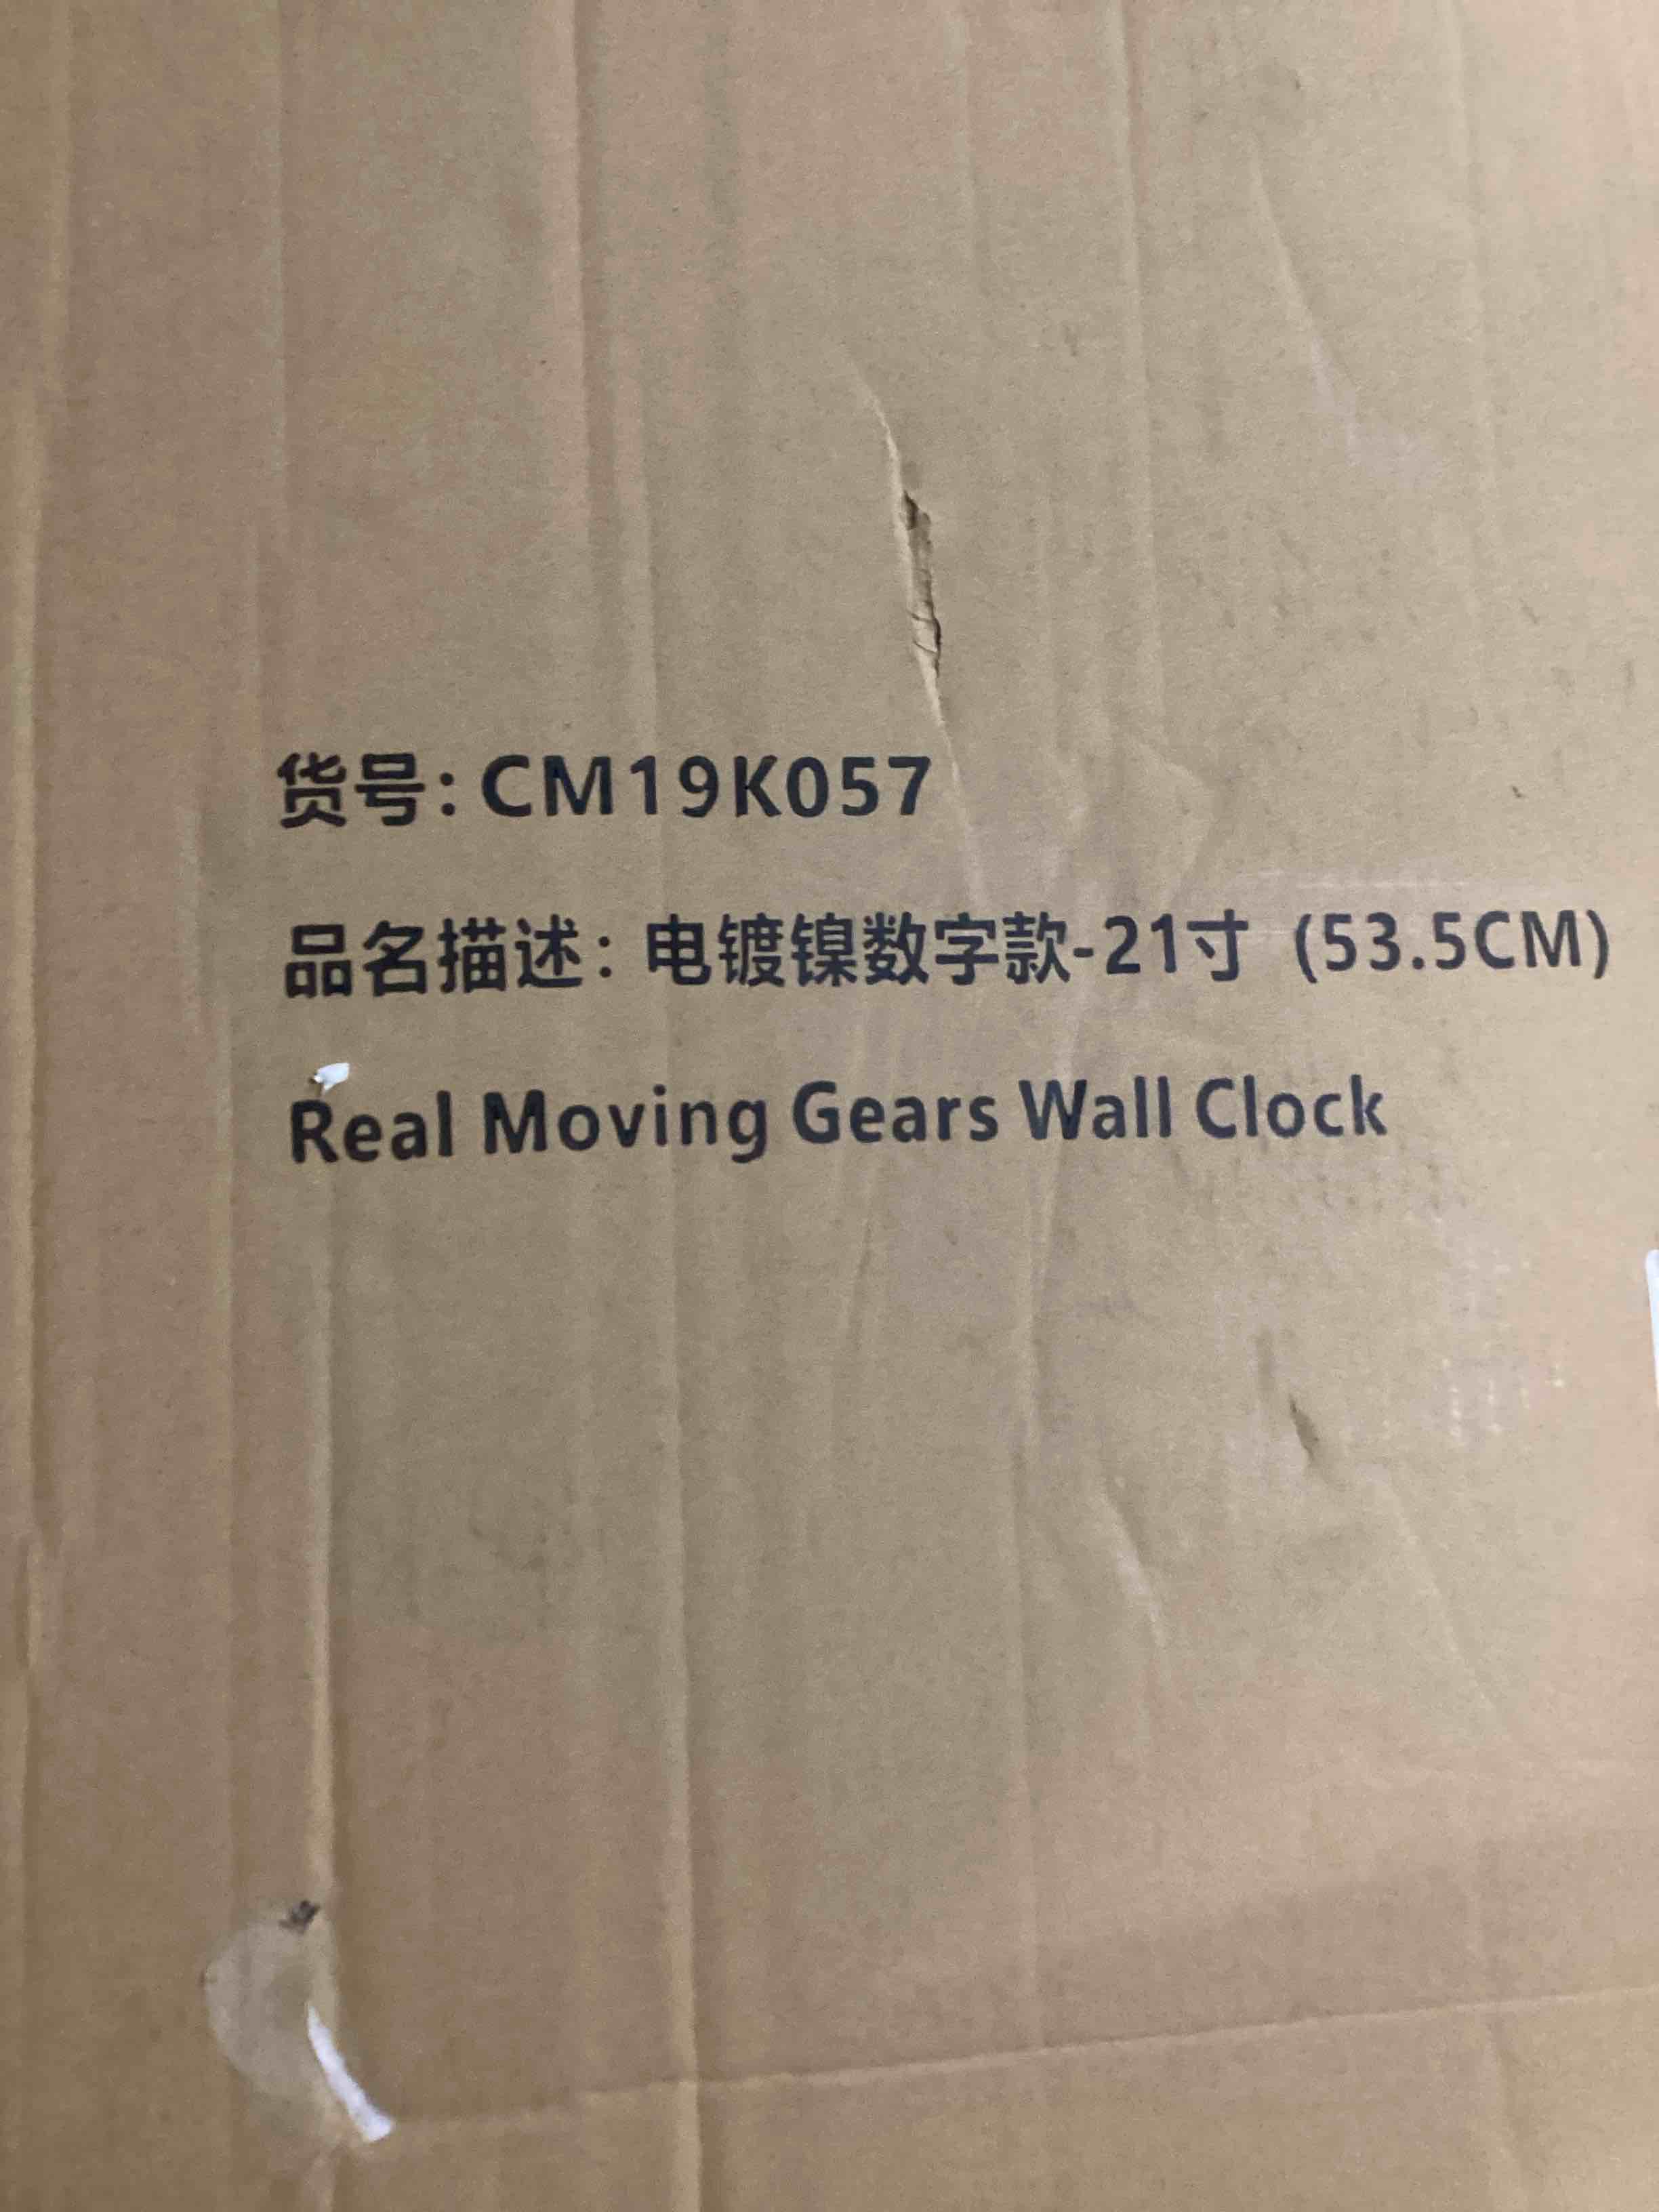 货号: CM19K057
品名描述: 电镀镍数字款-21寸 (53.5CM)
Real Moving Gears Wall Clock